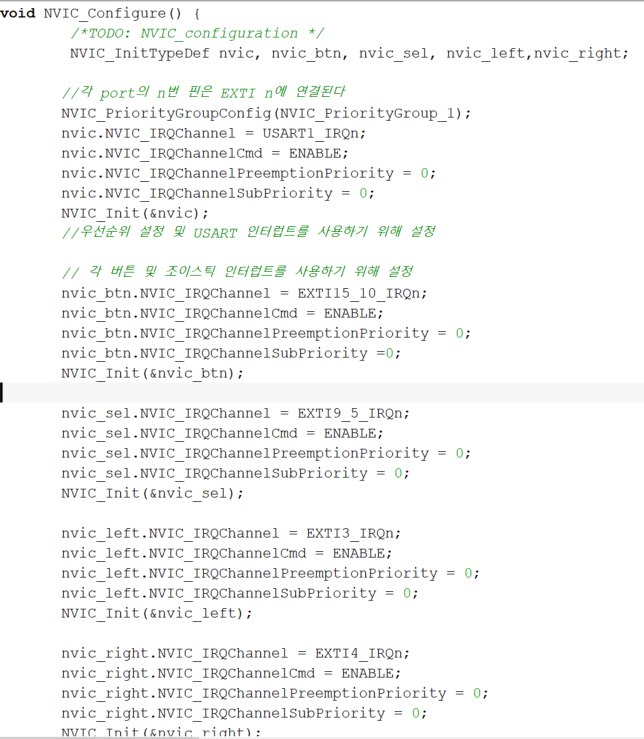 void NVIC_Configure() {
/*TODO: NVIC_configuration */
NVIC_InitTypeDef nvic, nvic_btn, nvic_sel, nvic_left,nvic_right;
//각 port의 n번 핀은 EXTI n에 연결된다
NVIC_PriorityGroupConfig(NVIC_PriorityGroup_1);
nvic.NVIC_IRQChannel = USART1_IRQn;
nvic.NVIC_IRQChannelCmd = ENABLE;
nvic.NVIC_IRQChannelPreemptionPriority = 0;
nvic.NVIC_IRQChannelSubPriority = 0;
NVIC_Init(&nvic);
//우선순위 설정 및 USART 인터럽트를 사용하기 위해 설정
// 각 버튼 및 조이스틱 인터럽트를 사용하기 위해 설정
nvic_btn.NVIC_IRQChannel = EXTI15_10_IRQn;
nvic_btn.NVIC_IRQChannelCmd = ENABLE;
nvic_btn.NVIC_IRQChannelPreemptionPriority = 0;
nvic_btn.NVIC_IRQChannelSubPriority =0;
NVIC_Init(&nvic_btn);
nvic_sel.NVIC_IRQChannel = EXTI9_5_IRQn;
nvic_sel.NVIC_IRQChannelCmd = ENABLE;
nvic_sel.NVIC_IRQChannelPreemptionPriority = 0;
nvic_sel.NVIC_IRQChannelSubPriority = 0;
NVIC_Init(&nvic_sel);
nvic_left.NVIC_IRQChannel = EXTI3_IRQn;
nvic_left.NVIC_IRQChannelCmd = ENABLE;
nvic_left.NVIC_IRQChannelPreemptionPriority = 0;
nvic_left.NVIC_IRQChannelSubPriority = 0;
NVIC_Init(&nvic_left);
nvic_right.NVIC_IRQChannel = EXTI4_IRQn;
nvic_right.NVIC_IRQChannelCmd = ENABLE;
nvic_right.NVIC_IRQChannelPreemptionPriority = 0;
nvic_right.NVIC_IRQChannelSubPriority = 0;
NVIC_Init(&nvic_right);